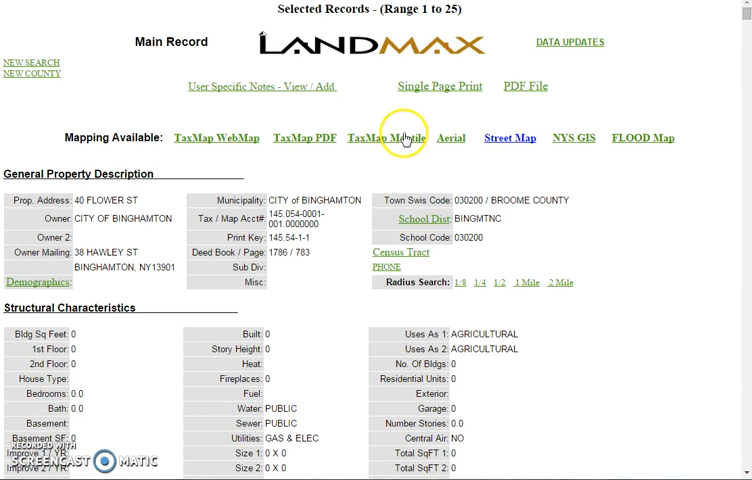 Selected Records - (Range 1 to 25)
Main Record LANDMAX DATA UPDATES
NEW SEARCH
NEW COUNTY
User Specific Notes - View / Add Single Page Print PDF File
Mapping Available: TaxMap WebMap TaxMap PDF TaxMap Maptile Aerial Street Map NYS GIS FLOOD Map
General Property Description
Prop. Address: 40 FLOWER ST Municipality: CITY of BINGHAMTON Town Swis Code: 030200 / BROOME COUNTY
Owner: CITY OF BINGHAMTON Tax / Map Acct#: 145.054-0001-001.0000000 School Dist: BINGMTNC
Owner 2: Print Key: 145.54-1-1 School Code: 030200
Owner Mailing: 38 HAWLEY ST Deed Book / Page: 1786 / 783 Census Tract
BINGHAMTON, NY13901 Sub Div: PHONE
Demographics: Misc: Radius Search: 1/8 1/4 1/2 1 Mile 2 Mile
Structural Characteristics
Bldg Sq Feet: 0 Built: 0 Uses As 1: AGRICULTURAL
1st Floor: 0 Story Height: 0 Uses As 2: AGRICULTURAL
2nd Floor: 0 Heat: No. Of Bldgs: 0
House Type: Fireplaces: 0 Residential Units: 0
Bedrooms: 0.0 Fuel: Exterior:
Bath: 0.0 Water: PUBLIC Garage: 0
Basement: Sewer: PUBLIC Number Stories: 0.0
Basement SF: 0 Utilities: GAS & ELEC Central Air: NO
Improve 1 / YR: Size 1: 0 X 0 Total SqFT 1: 0
Improve 2 / YR: Size 2: 0 X 0 Total SqFT 2: 0
RECORDED WITH
SCREENCAST MATIC